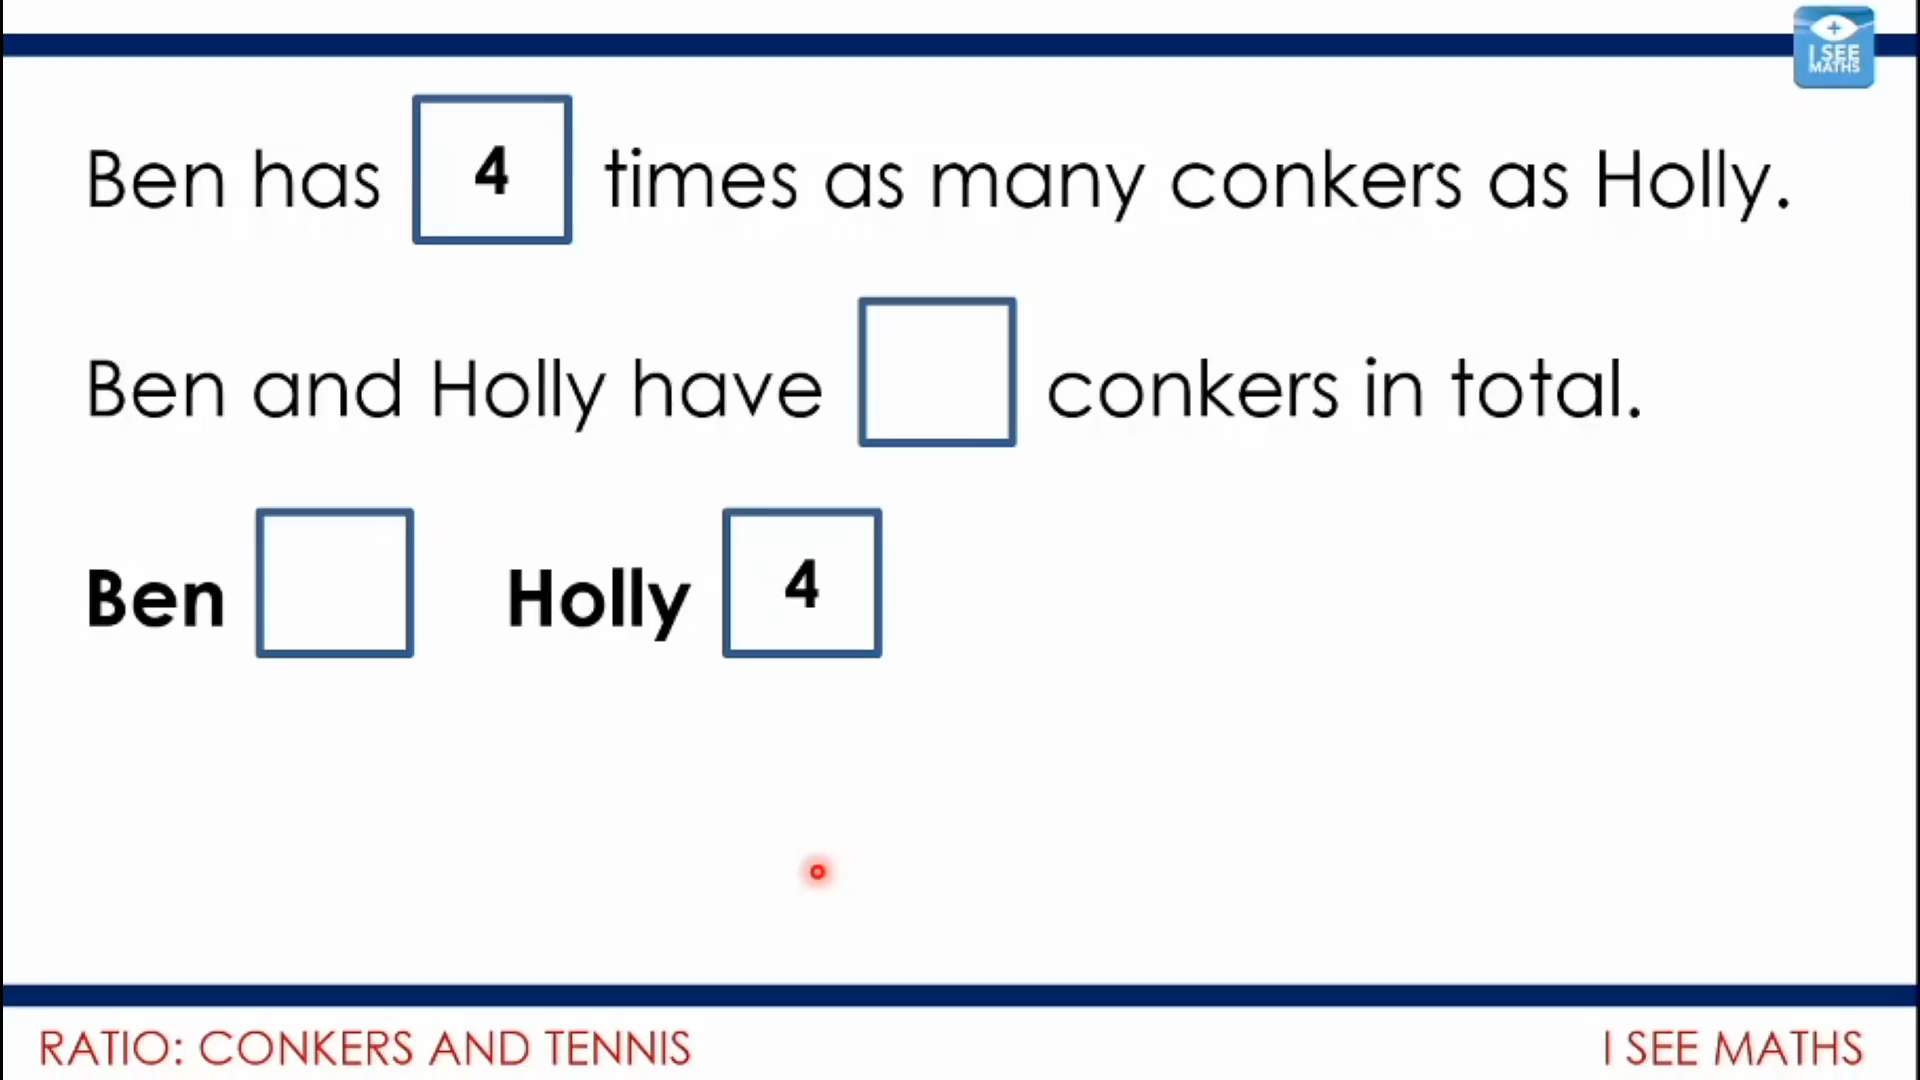 I SEE
MATHS
Ben has 4 times as many conkers as Holly.
Ben and Holly have conkers in total.
Ben Holly 4
RATIO: CONKERS AND TENNIS I SEE MATHS